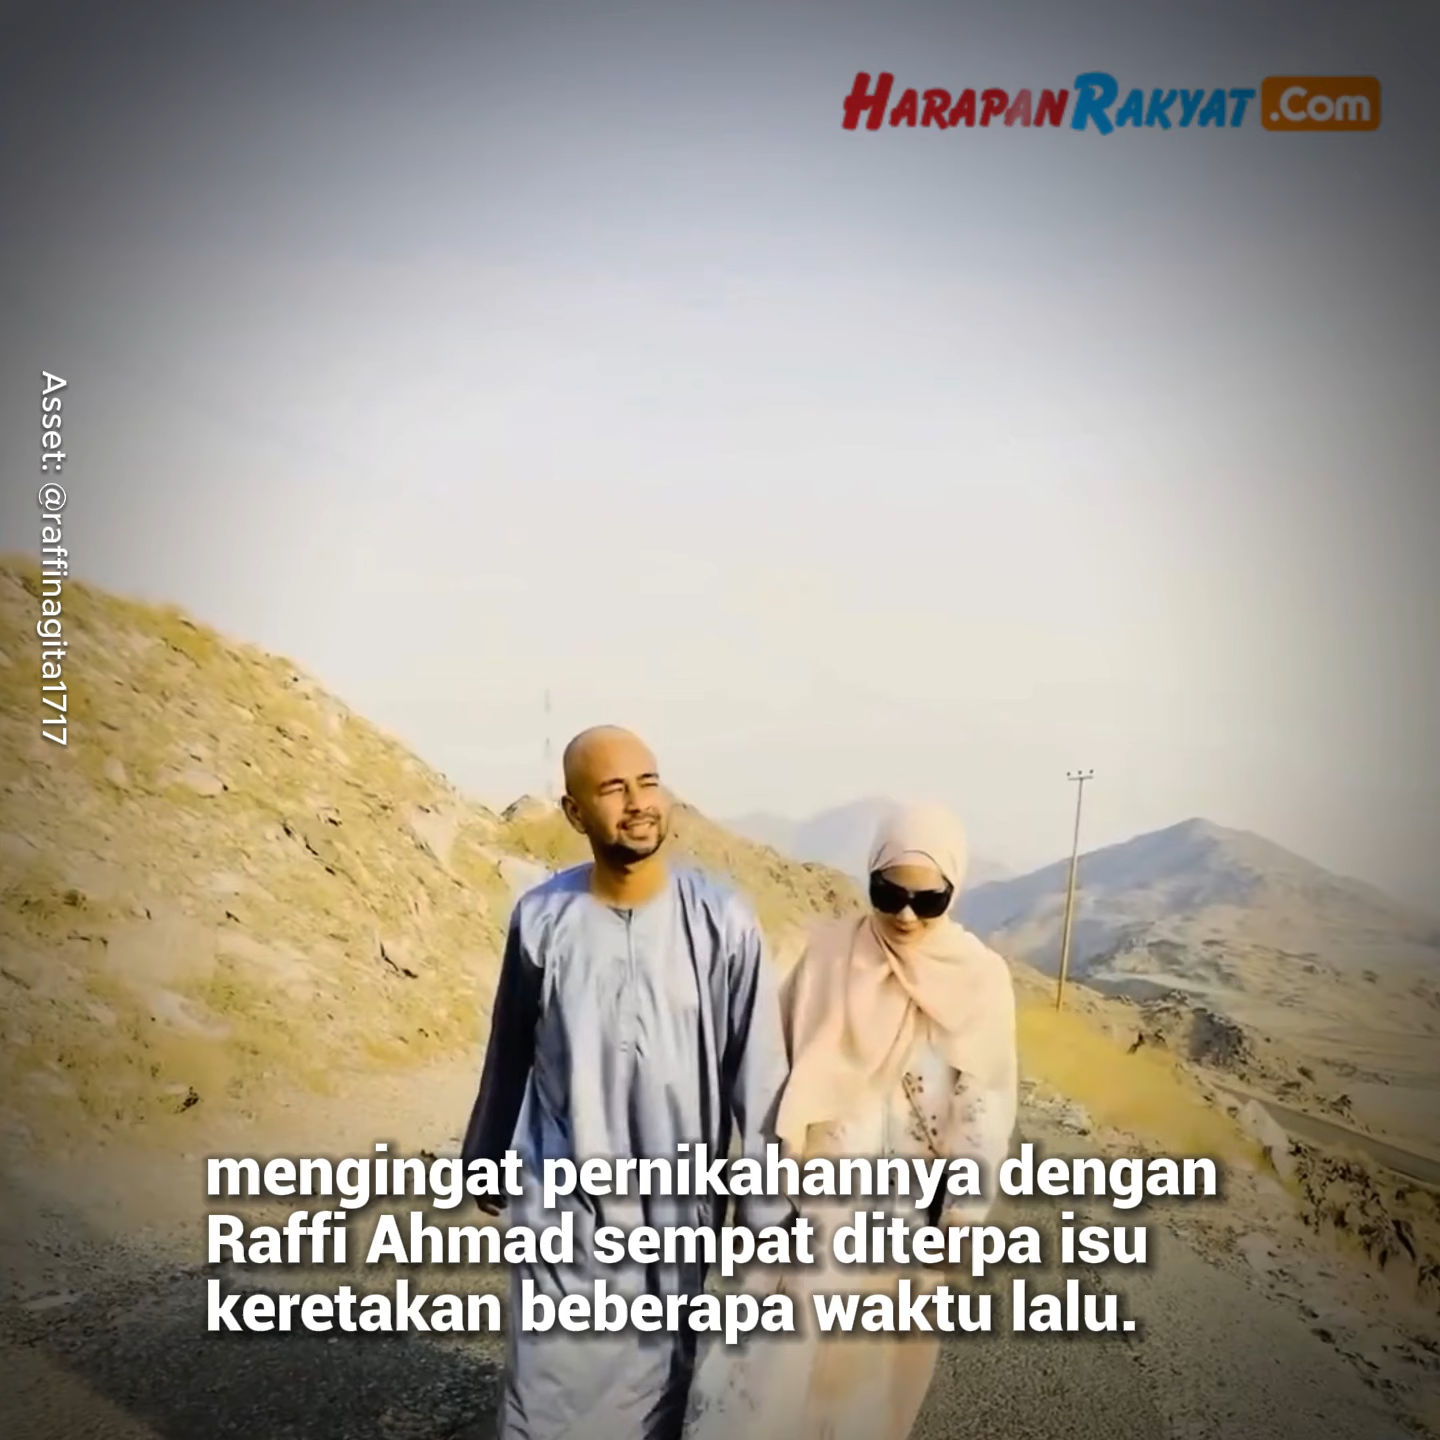 HARAPANRAKYAT.Com
Asset: @raffinagita1717
mengingat pernikahannya dengan
Raffi Ahmad sempat diterpa isu
keretakan beberapa waktu lalu.